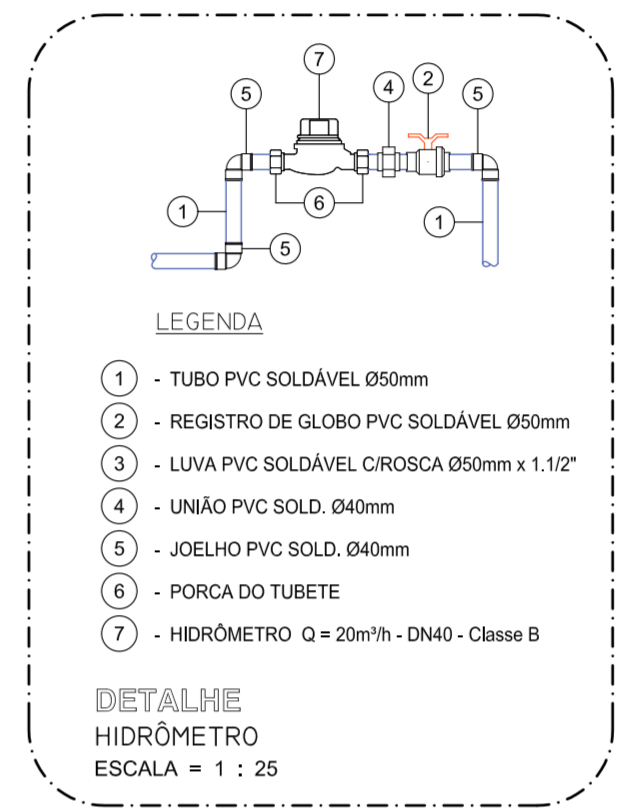 7
5
4
2
5
1
6
1
5
LEGENDA
1 - TUBO PVC SOLDÁVEL Ø50mm
2 - REGISTRO DE GLOBO PVC SOLDÁVEL Ø50mm
3 - LUVA PVC SOLDÁVEL C/ROSCA Ø50mm x 1.1/2"
4 - UNIÃO PVC SOLD. Ø40mm
5 - JOELHO PVC SOLD. Ø40mm
6 - PORCA DO TUBETE
7 - HIDRÔMETRO Q = 20m³/h - DN40 - Classe B
DETALHE
HIDRÔMETRO
ESCALA = 1 : 25